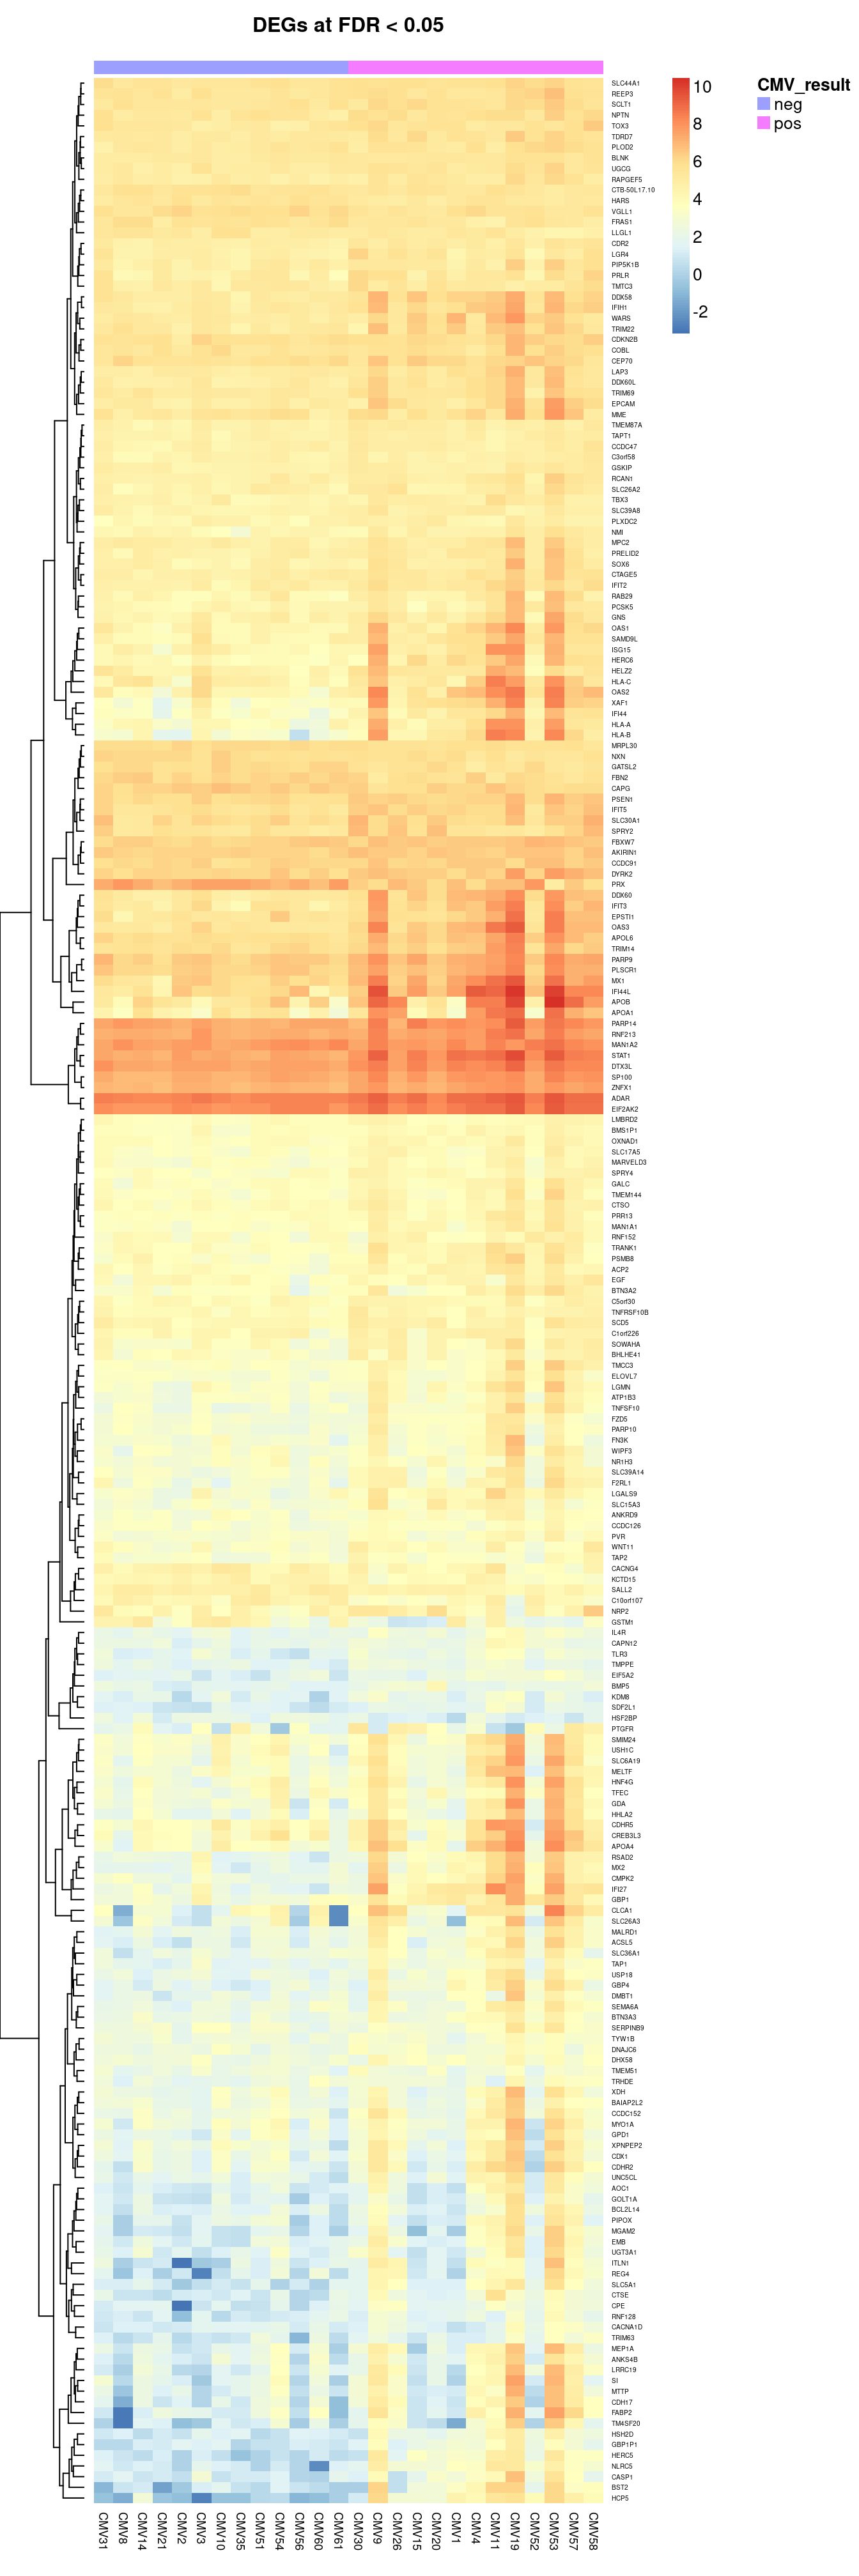 DEGs at FDR < 0.05
CMV_result
neg
pos
10
8
6
4
2
0
-2
SLC44A1
REEP3
SCLT1
NPTN
TOX3
TDRD7
PLOD2
BLNK
UGCG
RAPGEF5
CTB-50L17.10
HARS
VGLL1
FRAS1
LLGL1
CDR2
LGR4
PIP5K1B
PRLR
TMTC3
DDX58
IFIH1
WARS
TRIM22
CDKN2B
COBL
CEP70
LAP3
DDX60L
TRIM69
EPCAM
MME
TMEM87A
TAPT1
CCDC47
C3orf58
GSKIP
RCAN1
SLC26A2
TBX3
SLC39A8
PLXDC2
NMI
MPC2
PRELID2
SOX6
CTAGE5
IFIT2
RAB29
PCSK5
GNS
OAS1
SAMD9L
ISG15
HERC6
HELZ2
HLA-C
OAS2
XAF1
IFI44
HLA-A
HLA-B
MRPL30
NXN
GATSL2
FBN2
CAPG
PSEN1
IFIT5
SLC30A1
SPRY2
FBXW7
AKIRIN1
CCDC91
DYRK2
PRX
DDX60
IFIT3
EPSTI1
OAS3
APOL6
TRIM14
PARP9
PLSCR1
MX1
IFI44L
APOB
APOA1
PARP14
RNF213
MAN1A2
STAT1
DTX3L
SP100
ZNFX1
ADAR
EIF2AK2
LMBRD2
BMS1P1
OXNAD1
SLC17A5
MARVELD3
SPRY4
GALC
TMEM144
CTSO
PRR13
MAN1A1
RNF152
TRANK1
PSMB8
ACP2
EGF
BTN3A2
C5orf30
TNFRSF10B
SCD5
C1orf226
SOWAHA
BHLHE41
TMCC3
ELOVL7
LGMN
ATP1B3
TNFSF10
FZD5
PARP10
FN3K
WIPF3
NR1H3
SLC39A14
F2RL1
LGALS9
SLC15A3
ANKRD9
CCDC126
PVR
WNT11
TAP2
CACNG4
KCTD15
SALL2
C10orf107
NRP2
GSTM1
IL4R
CAPN12
TLR3
TMPPE
EIF5A2
BMP5
KDM8
SDF2L1
HSF2BP
PTGFR
SMIM24
USH1C
SLC6A19
MELTF
HNF4G
TFEC
GDA
HHLA2
CDHR5
CREB3L3
APOA4
RSAD2
MX2
CMPK2
IFI27
GBP1
CLCA1
SLC26A3
MALRD1
ACSL5
SLC36A1
TAP1
USP18
GBP4
DMBT1
SEMA6A
BTN3A3
SERPINB9
TYW1B
DNAJC6
DHX58
TMEM51
TRHDE
XDH
BAIAP2L2
CCDC152
MYO1A
GPD1
XPNPEP2
CDX1
CDHR2
UNC5CL
AOC1
GOLT1A
BCL2L14
PIPOX
MGAM2
EMB
UGT3A1
ITLN1
REG4
SLC5A1
CTSE
CPE
RNF128
CACNA1D
TRIM63
MEP1A
ANKS4B
LRRC19
SI
MTTP
CDH17
FABP2
TM4SF20
HSH2D
GBP1P1
HERC5
NLRC5
CASP1
BST2
HCP5
CMV31
CMV8
CMV14
CMV21
CMV2
CMV3
CMV10
CMV35
CMV51
CMV54
CMV56
CMV60
CMV61
CMV30
CMV9
CMV26
CMV15
CMV20
CMV1
CMV4
CMV11
CMV19
CMV52
CMV53
CMV57
CMV58